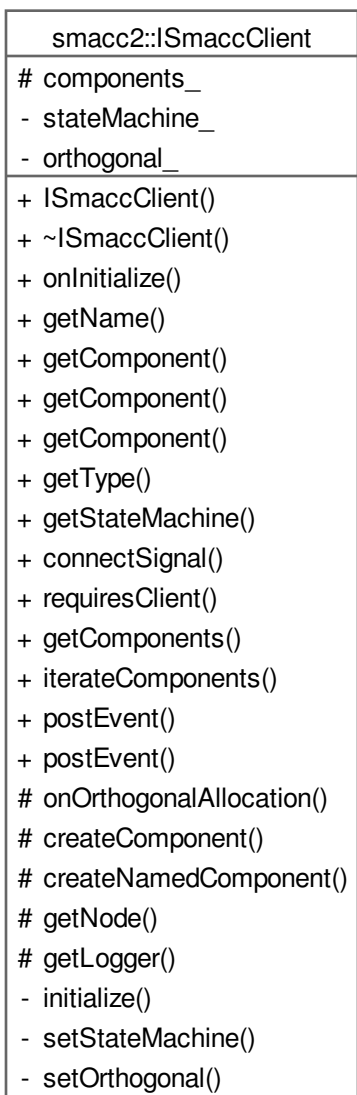 smacc2::ISmaccClient
# components_
- stateMachine_
- orthogonal_
+ ISmaccClient()
+ ~ISmaccClient()
+ onInitialize()
+ getName()
+ getComponent()
+ getComponent()
+ getComponent()
+ getType()
+ getStateMachine()
+ connectSignal()
+ requiresClient()
+ getComponents()
+ iterateComponents()
+ postEvent()
+ postEvent()
# onOrthogonalAllocation()
# createComponent()
# createNamedComponent()
# getNode()
# getLogger()
- initialize()
- setStateMachine()
- setOrthogonal()